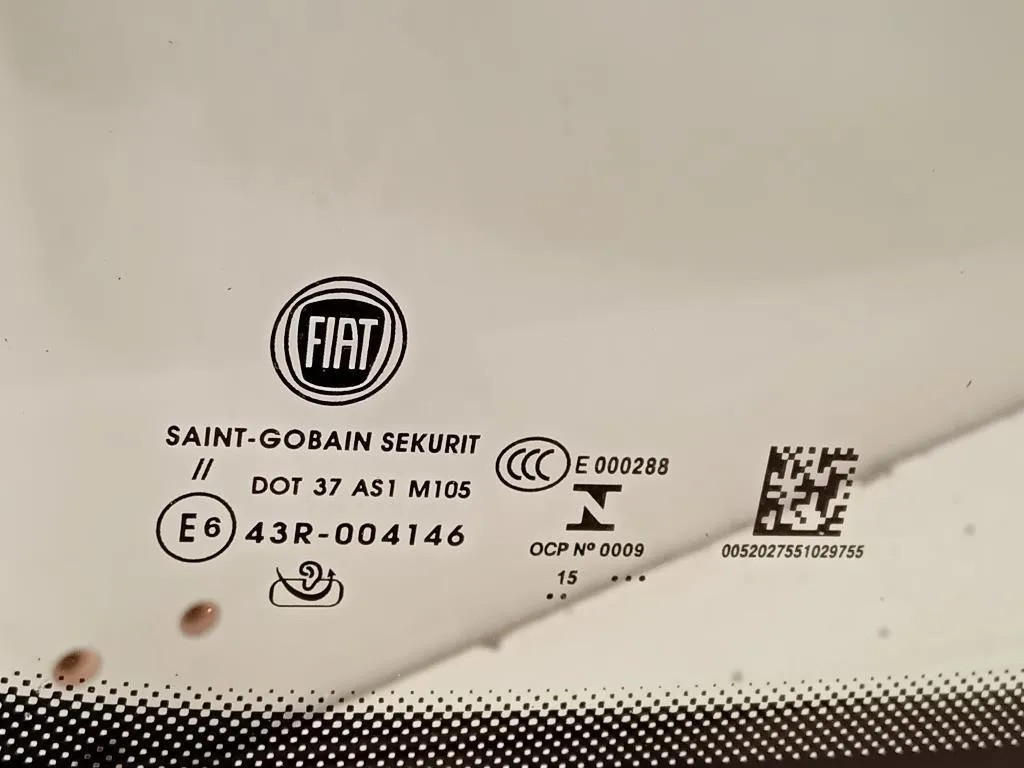 FIAT
SAINT-GOBAIN SEKURIT
//
DOT 37 AS1 M105
E6 43R-004146
CCC E 000288
OCP Nº 0009
15 ...
..
0052027551029755